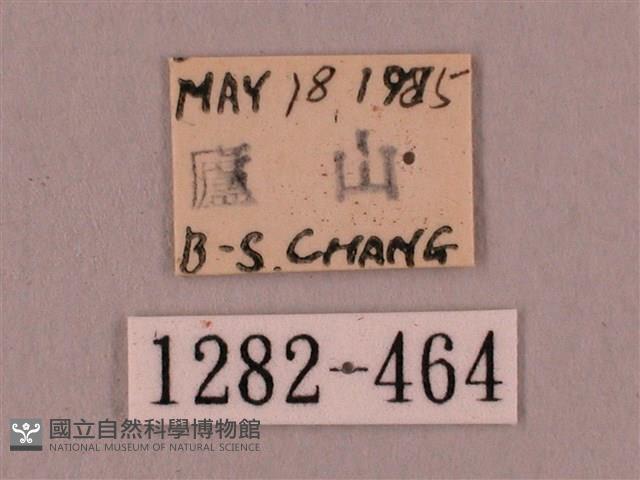 MAY 18, 1985
廬 山
B-S. CHANG
1282-464
國立自然科學博物館
NATIONAL MUSEUM OF NATURAL SCIENCE